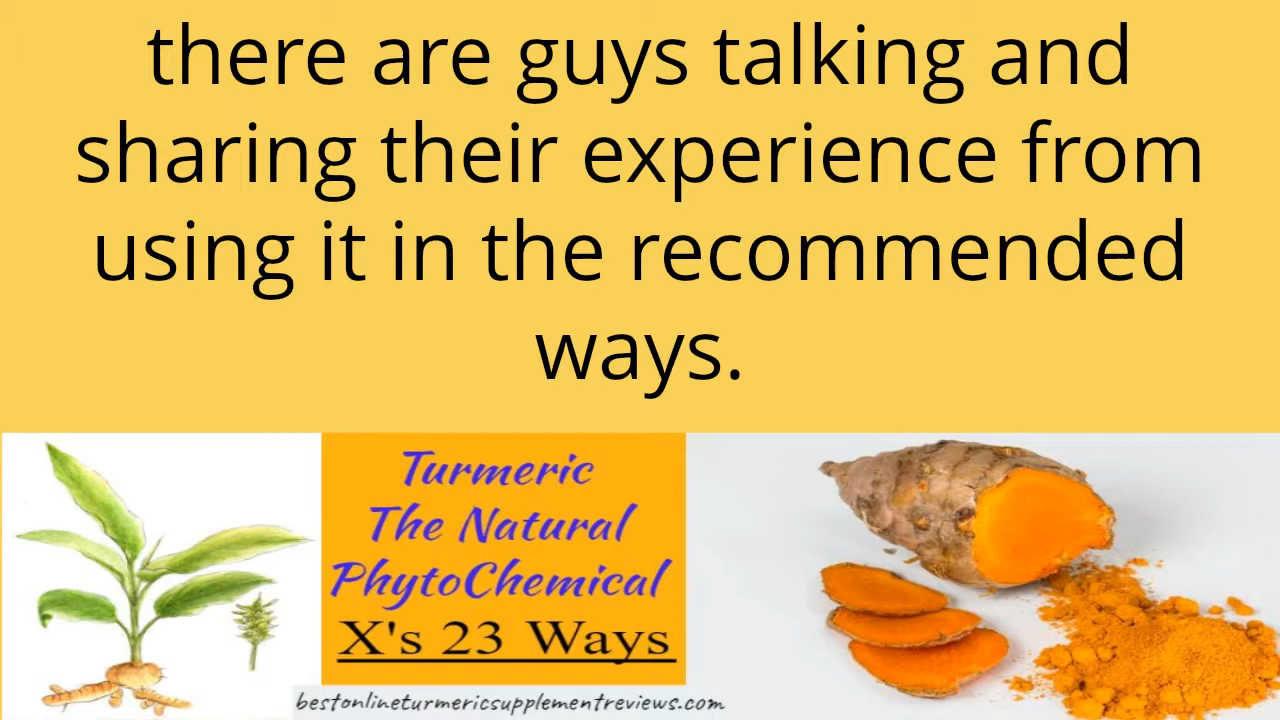 there are guys talking and
sharing their experience from
using it in the recommended
ways.
Turmeric
The Natural
PhytoChemical
X's 23 Ways
bestonlineturmericsupplementreviews.com